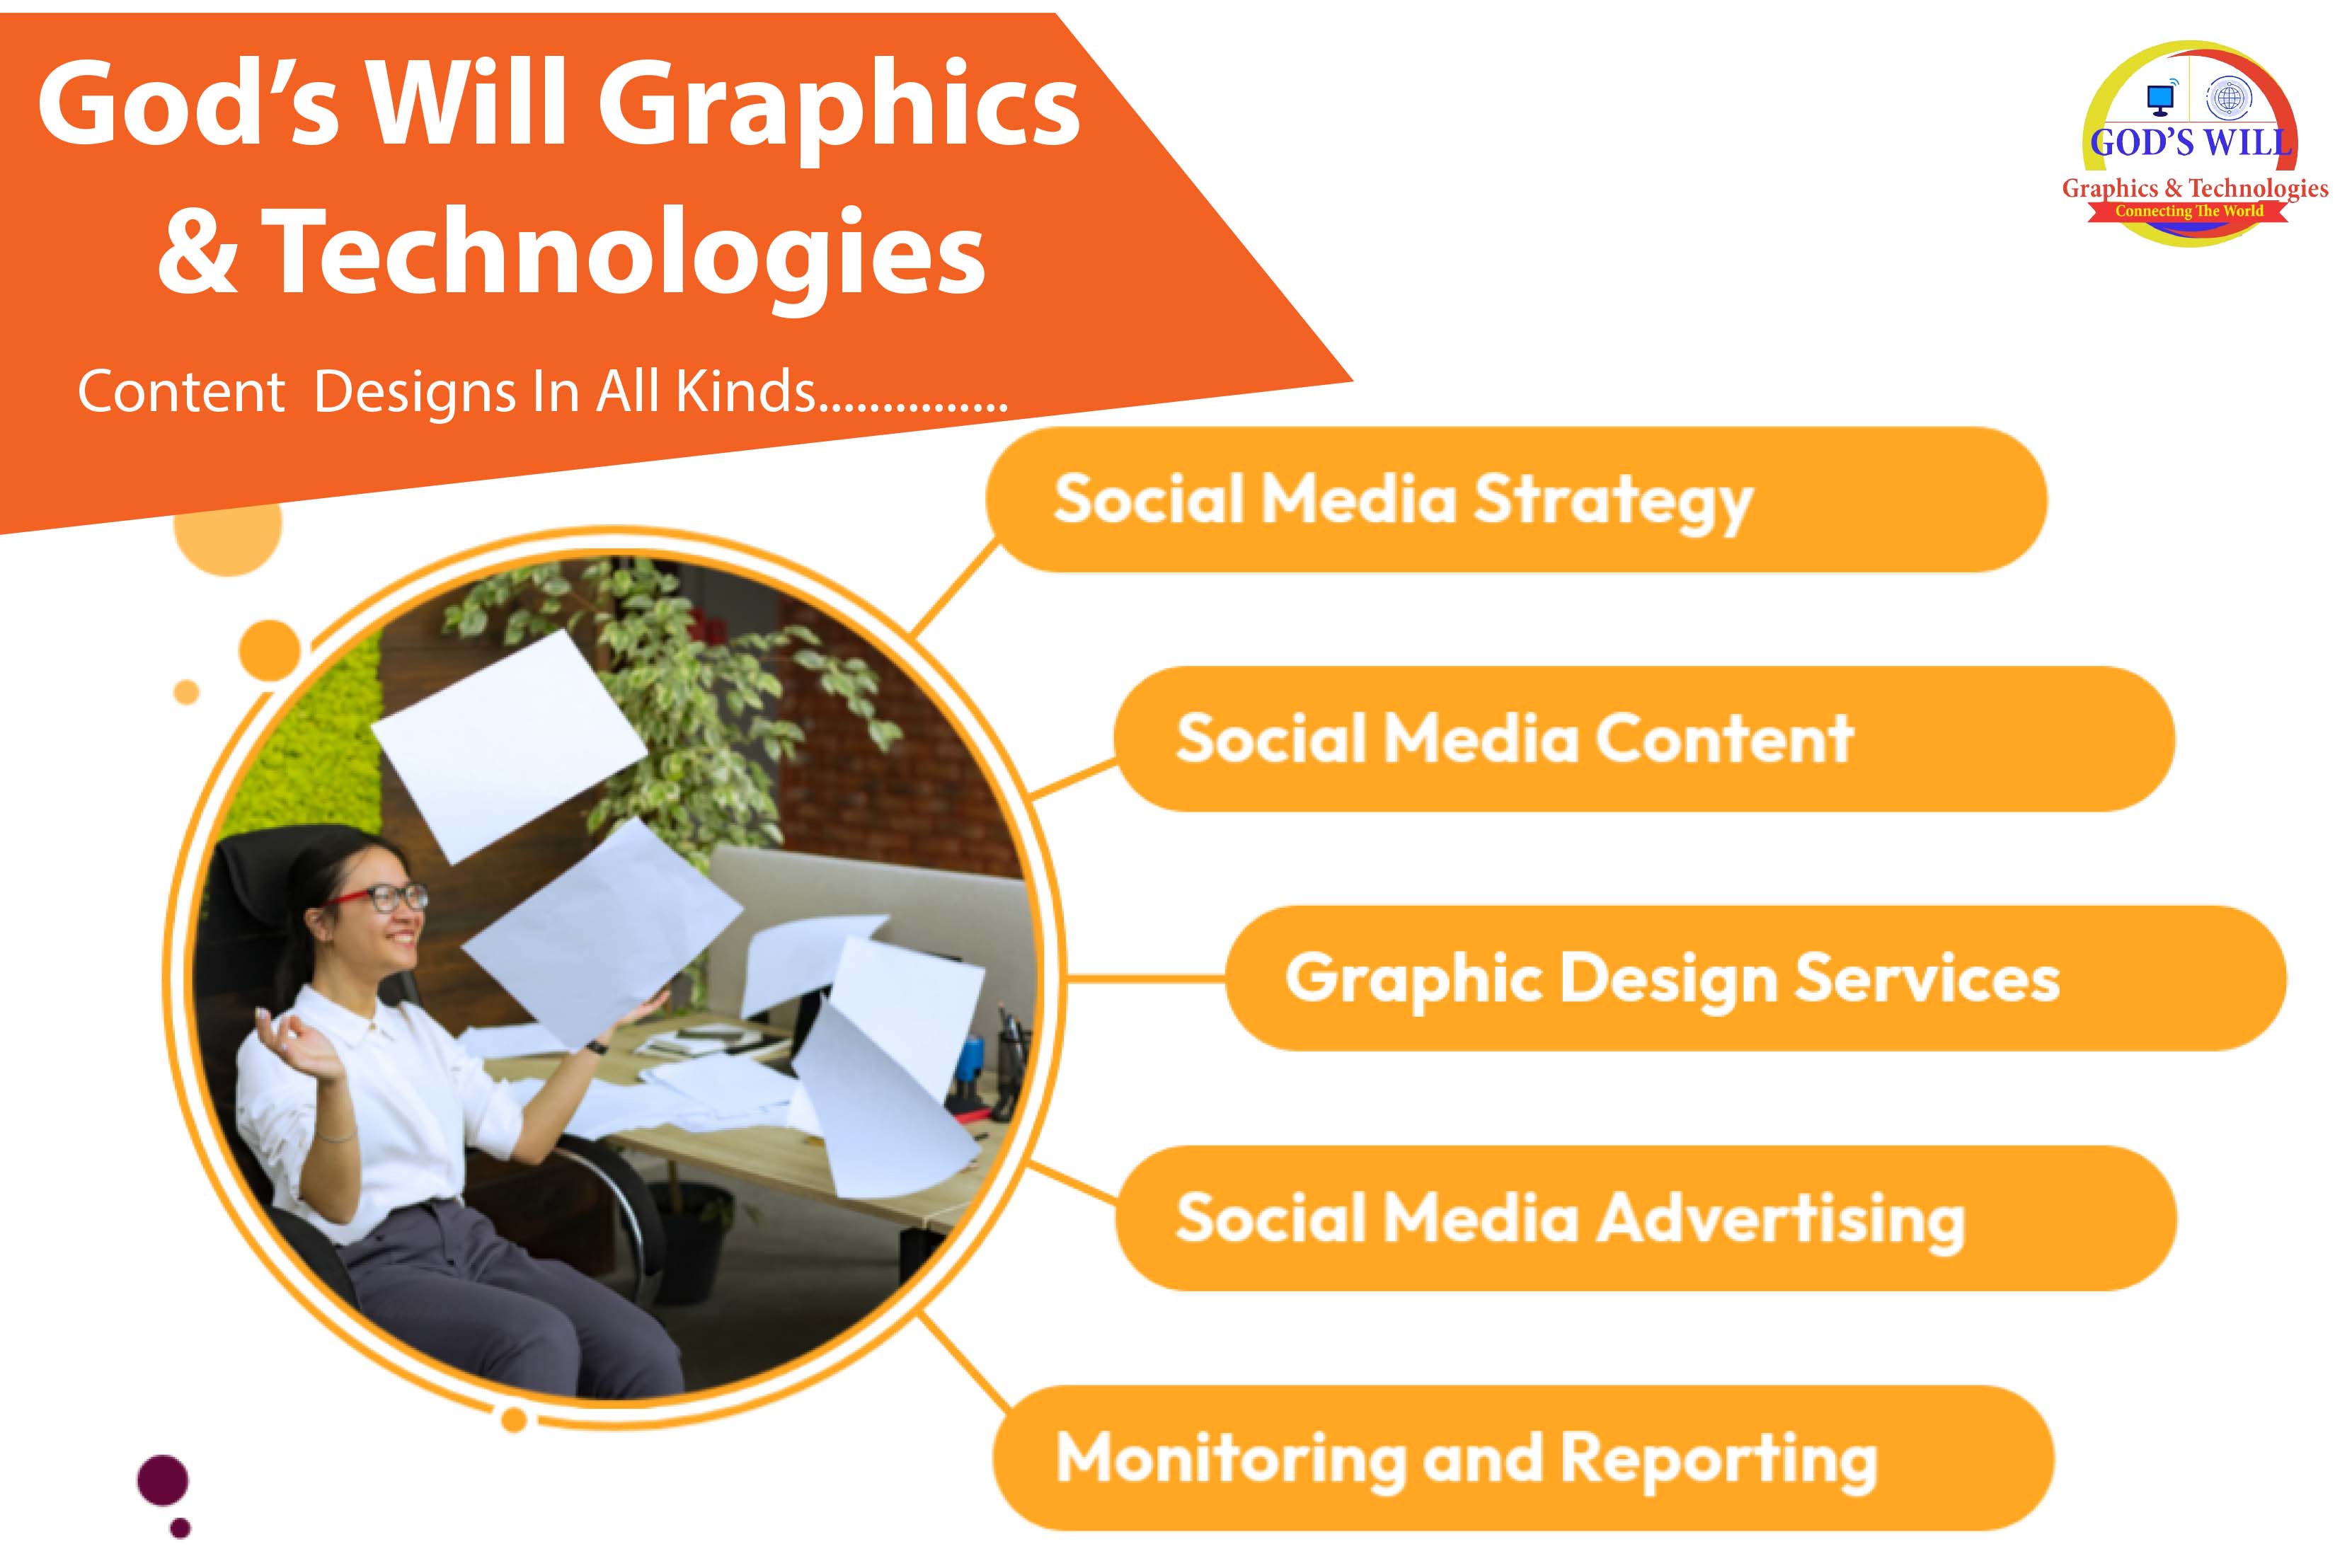 God’s Will Graphics
& Technologies
Content Designs In All Kinds...............
GOD’S WILL
Graphics & Technologies
Connecting The World
Social Media Strategy
Social Media Content
Graphic Design Services
Social Media Advertising
Monitoring and Reporting